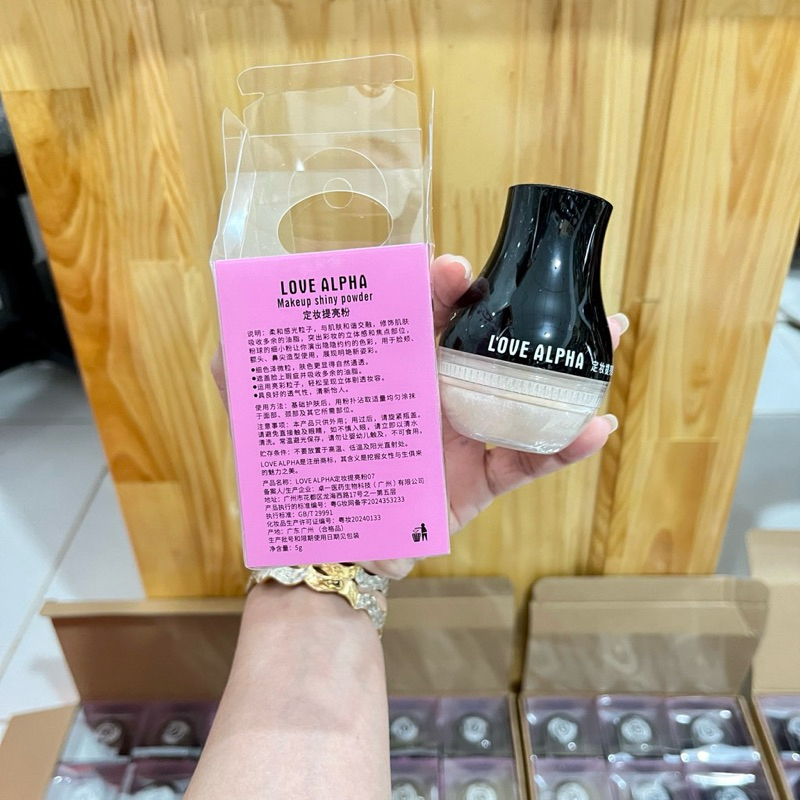 LOVE ALPHA
Makeup shiny powder
定妆提亮粉
说明：柔和感光粒子，与肌肤和谐交融，修饰肌肤
吸收多余的油脂，突出彩妆的立体感和焦点部位，
粉球的细小粉让你演出隐隐约约的色彩，用于脸颊、
额头、鼻尖造型使用，展现明艳新姿彩。
●细色泽微粒，肤色更显得自然通透。
●遮盖脸上瑕疵并吸收多余的油脂。
●运用亮彩粒子，轻松呈现立体剔透妆容。
●具良好的透气性，清新怡人。
使用方法：基础护肤后，用粉扑沾取适量均匀涂抹
于面部、颈部及其它所需部位。
注意事项：本产品只供外用；用过后，请旋紧瓶盖。
请避免直接触及眼睛，如不慎入眼，请立即以清水
清洗。常温避光保存，请勿让婴幼儿触及，不可食用。
贮存条件：不要放置于高温、低温及阳光直射处。
LOVE ALPHA是注册商标，其含义是挖掘女性与生俱来
的魅力之美。
产品名称：LOVE ALPHA定妆提亮粉07
备案人/生产企业：卓一医药生物科技（广州）有限公司
地址：广州市花都区龙海西路17号之一第五层
产品执行的标准编号：粤G妆网备字2024353233
执行标准：GB/T 29991
化妆品生产许可证编号：粤妆20240133
产地：广东广州（合格品）
生产批号和限期使用日期见包装
净含量：5g
LOVE ALPHA 定妆提亮